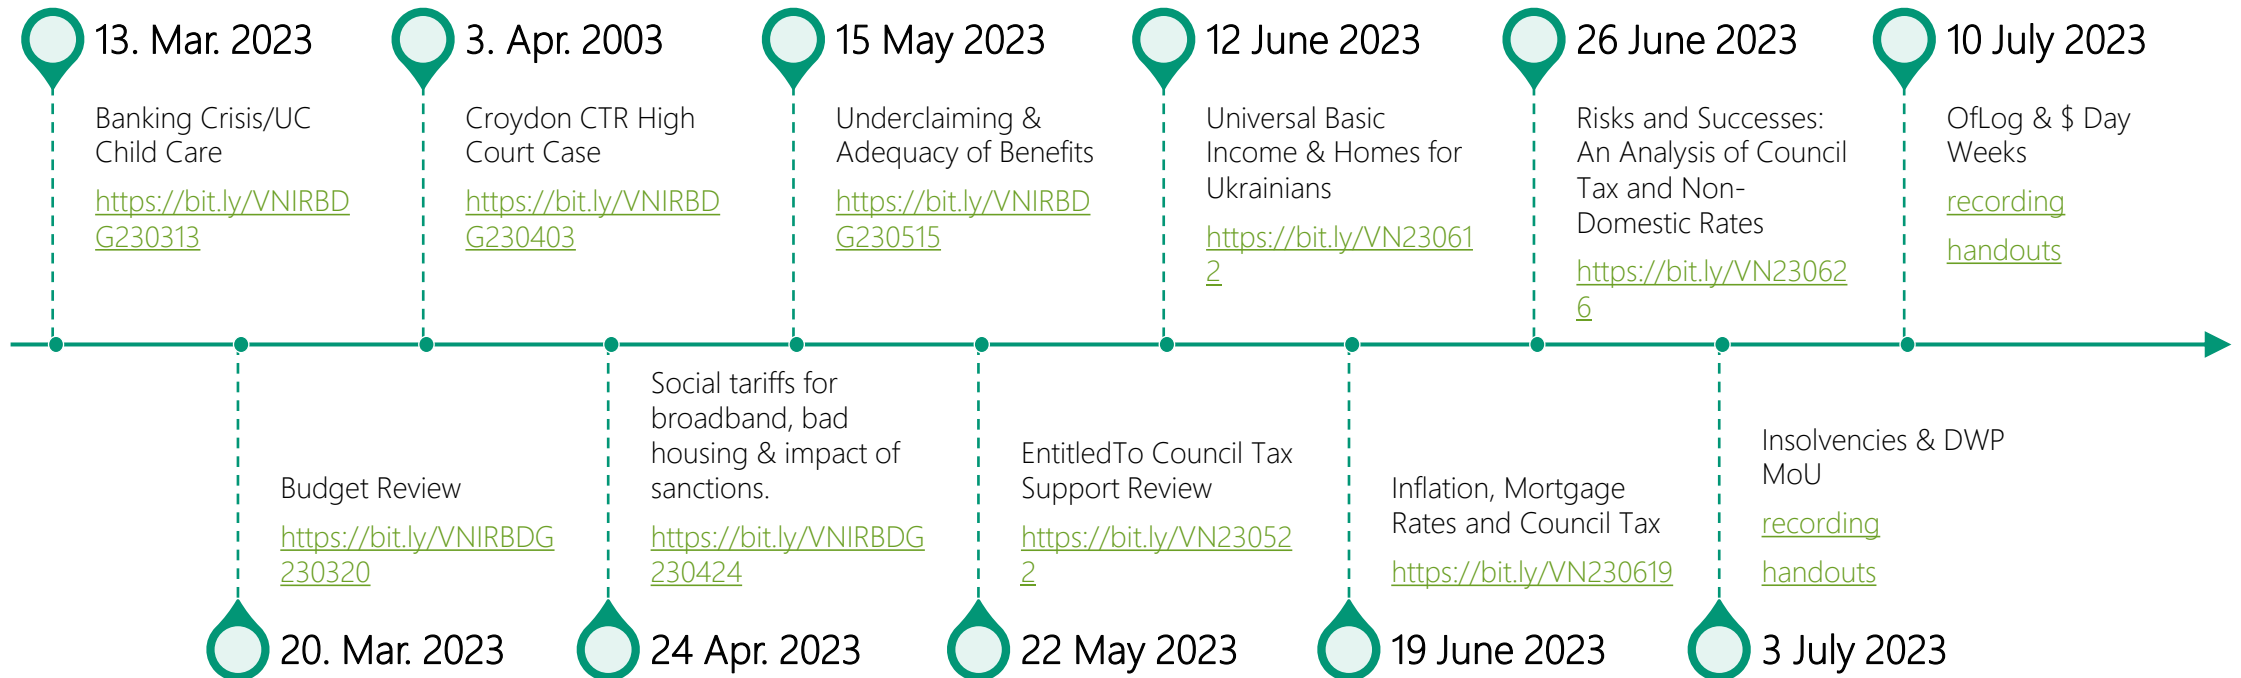 13. Mar. 2023
Banking Crisis/UC
Child Care
https://bit.ly/VNIRBD
G230313
3. Apr. 2003
Croydon CTR High
Court Case
https://bit.ly/VNIRBD
G230403
15 May 2023
Underclaiming &
Adequacy of Benefits
https://bit.ly/VNIRBD
G230515
12 June 2023
Universal Basic
Income & Homes for
Ukrainians
https://bit.ly/VN23061
2
26 June 2023
Risks and Successes:
An Analysis of Council
Tax and Non-
Domestic Rates
https://bit.ly/VN23062
6
10 July 2023
OfLog & $ Day
Weeks
recording
handouts
Budget Review
https://bit.ly/VNIRBDG
230320
20. Mar. 2023
Social tariffs for
broadband, bad
housing & impact of
sanctions.
https://bit.ly/VNIRBDG
230424
24 Apr. 2023
EntitledTo Council Tax
Support Review
https://bit.ly/VN23052
2
22 May 2023
Inflation, Mortgage
Rates and Council Tax
https://bit.ly/VN230619
19 June 2023
Insolvencies & DWP
MoU
recording
handouts
3 July 2023